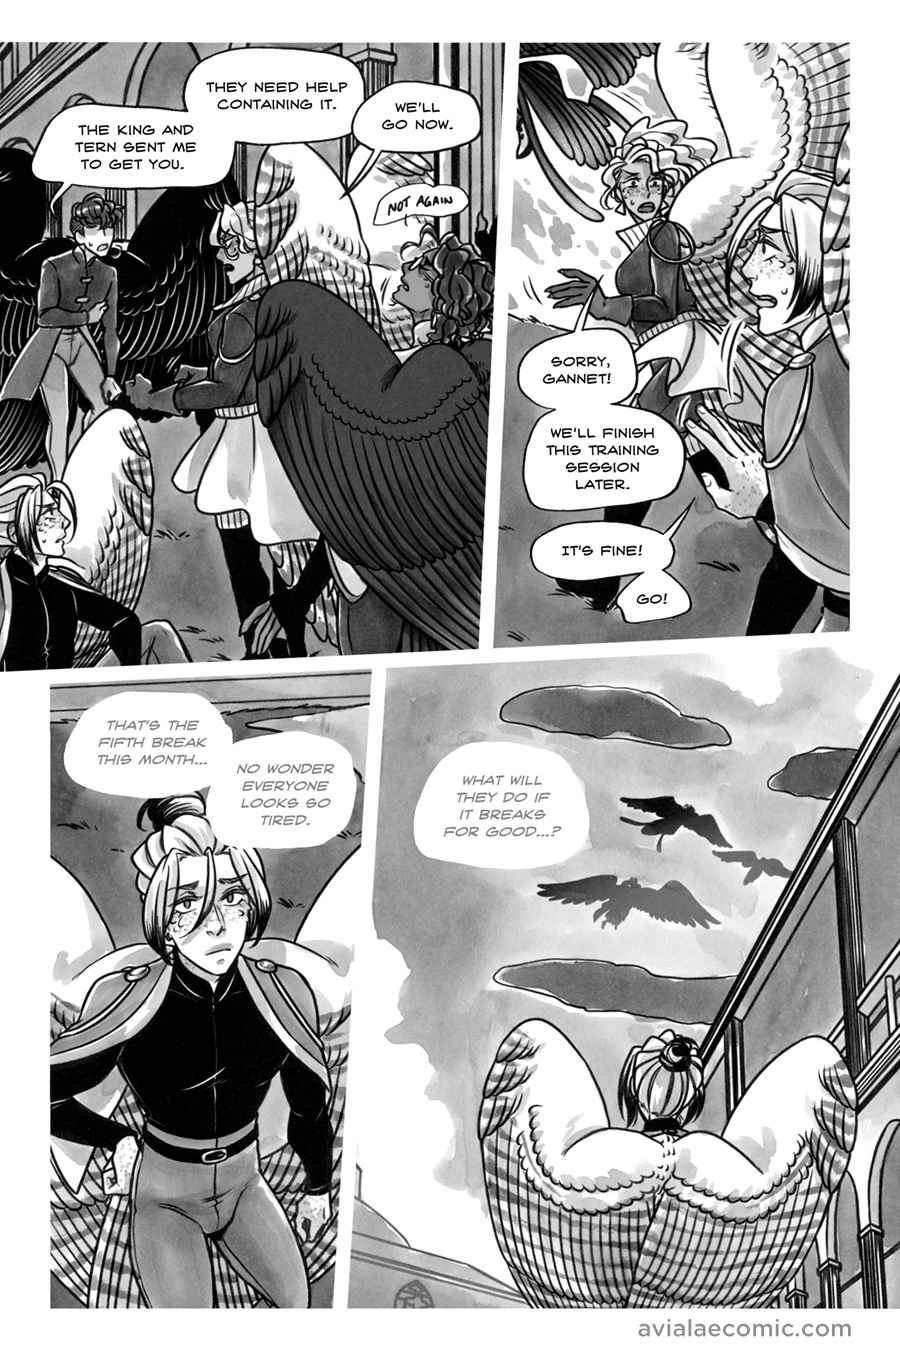 THE KING AND
TERN SENT ME
TO GET YOU.
THEY NEED HELP
CONTAINING IT.
WE'LL
GO NOW.
NOT AGAIN
SORRY,
GANNET!
WE'LL FINISH
THIS TRAINING
SESSION
LATER.
IT'S FINE!
GO!
THAT'S THE
FIFTH BREAK
THIS MONTH...
NO WONDER
EVERYONE
LOOKS SO
TIRED.
WHAT WILL
THEY DO IF
IT BREAKS
FOR GOOD...?
avialaecomic.com